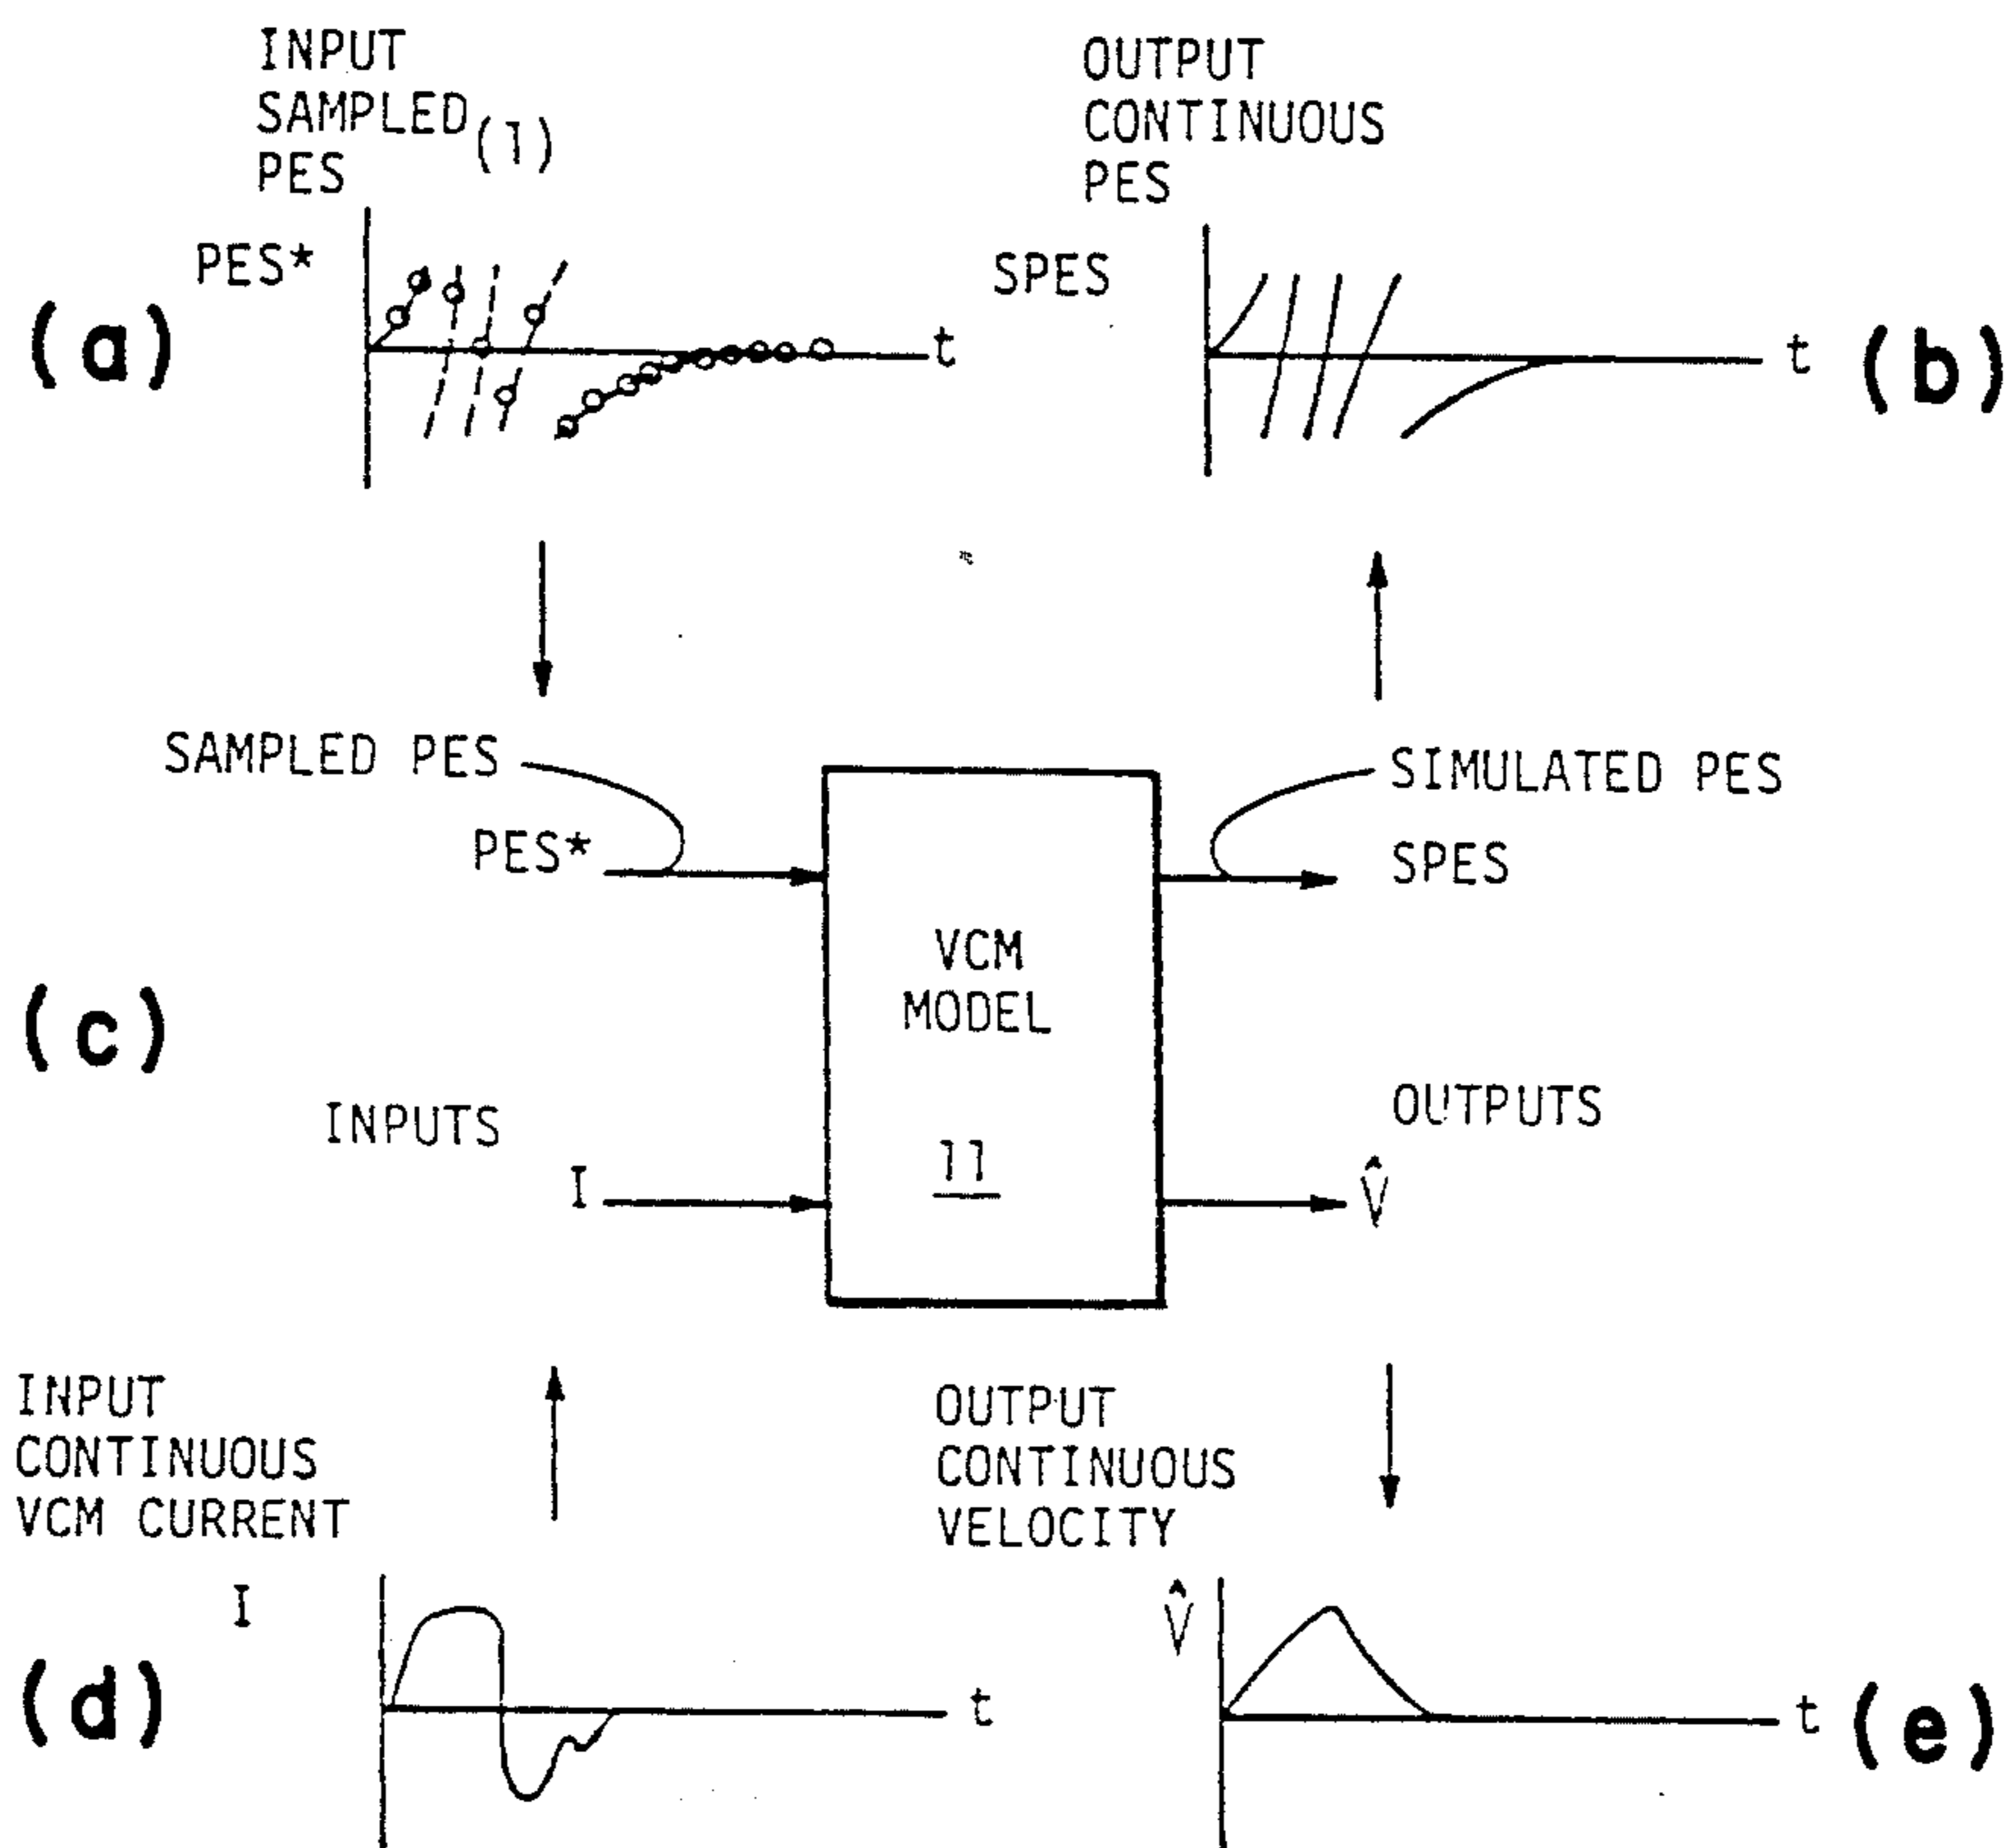 INPUT
SAMPLED(1)
PES
PES*
t
(a)
OUTPUT
CONTINUOUS
PES
SPES
t
(b)
SAMPLED PES
PES*
SIMULATED PES
SPES
VCM
MODEL
11
(c)
INPUTS
I
OUTPUTS
V̂
INPUT
CONTINUOUS
VCM CURRENT
I
t
(d)
OUTPUT
CONTINUOUS
VELOCITY
V̂
t
(e)